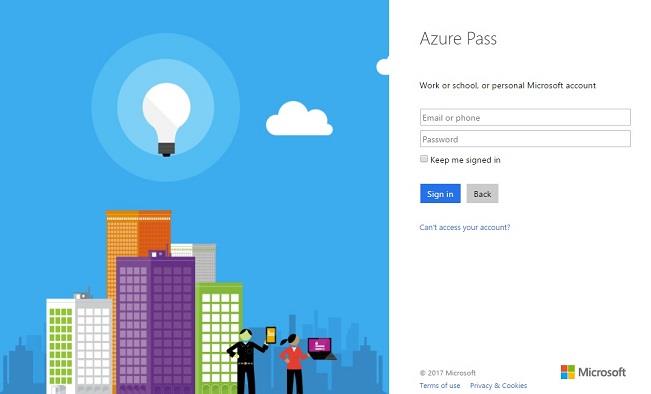 Azure Pass
Work or school, or personal Microsoft account
Email or phone
Password
Keep me signed in
Sign in Back
Can't access your account?
© 2017 Microsoft
Terms of use Privacy & Cookies
Microsoft